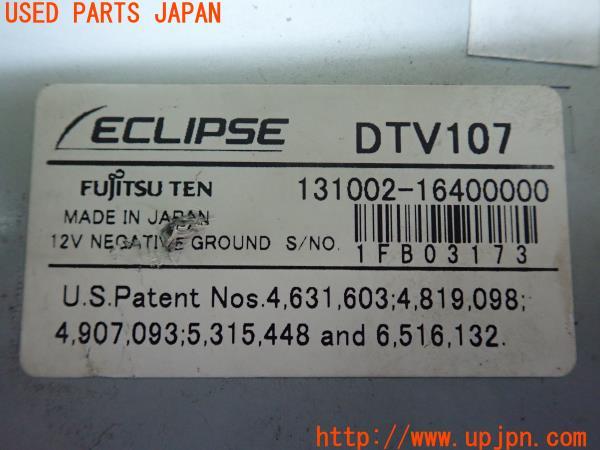 USED PARTS JAPAN
ECLIPSE DTV107
FUJITSU TEN 131002-16400000
MADE IN JAPAN
12V NEGATIVE GROUND S/NO. 1FB03173
U.S.Patent Nos.4,631,603;4,819,098;
4,907,093;5,315,448 and 6,516,132.
http://www.upjpn.com